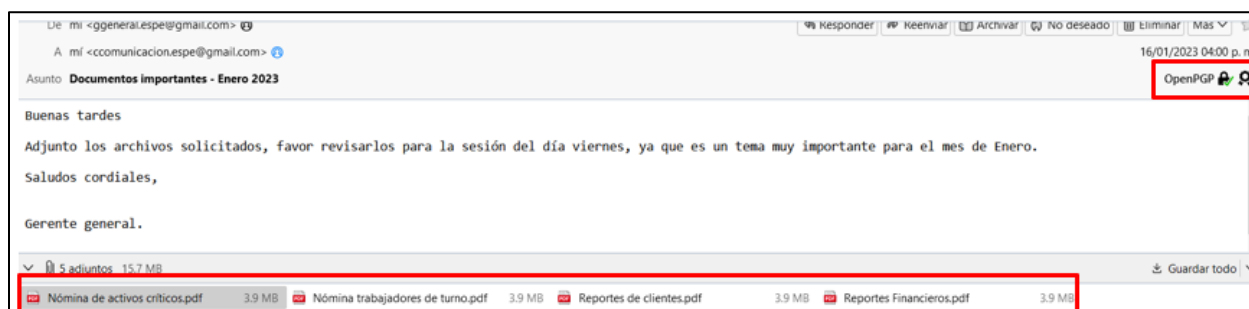 De mí <ggeneral.espe@gmail.com> Responder Reenviar Archivar No deseado Eliminar Más
A mí <ccomunicacion.espe@gmail.com> 16/01/2023 04:00 p.
Asunto Documentos importantes - Enero 2023 OpenPGP
Buenas tardes
Adjunto los archivos solicitados, favor revisarlos para la sesión del día viernes, ya que es un tema muy importante para el mes de Enero.
Saludos cordiales,
Gerente general.
5 adjuntos 15.7 MB Guardar todo
Nómina de activos críticos.pdf 3.9 MB Nómina trabajadores de turno.pdf 3.9 MB Reportes de clientes.pdf 3.9 MB Reportes Financieros.pdf 3.9 MB